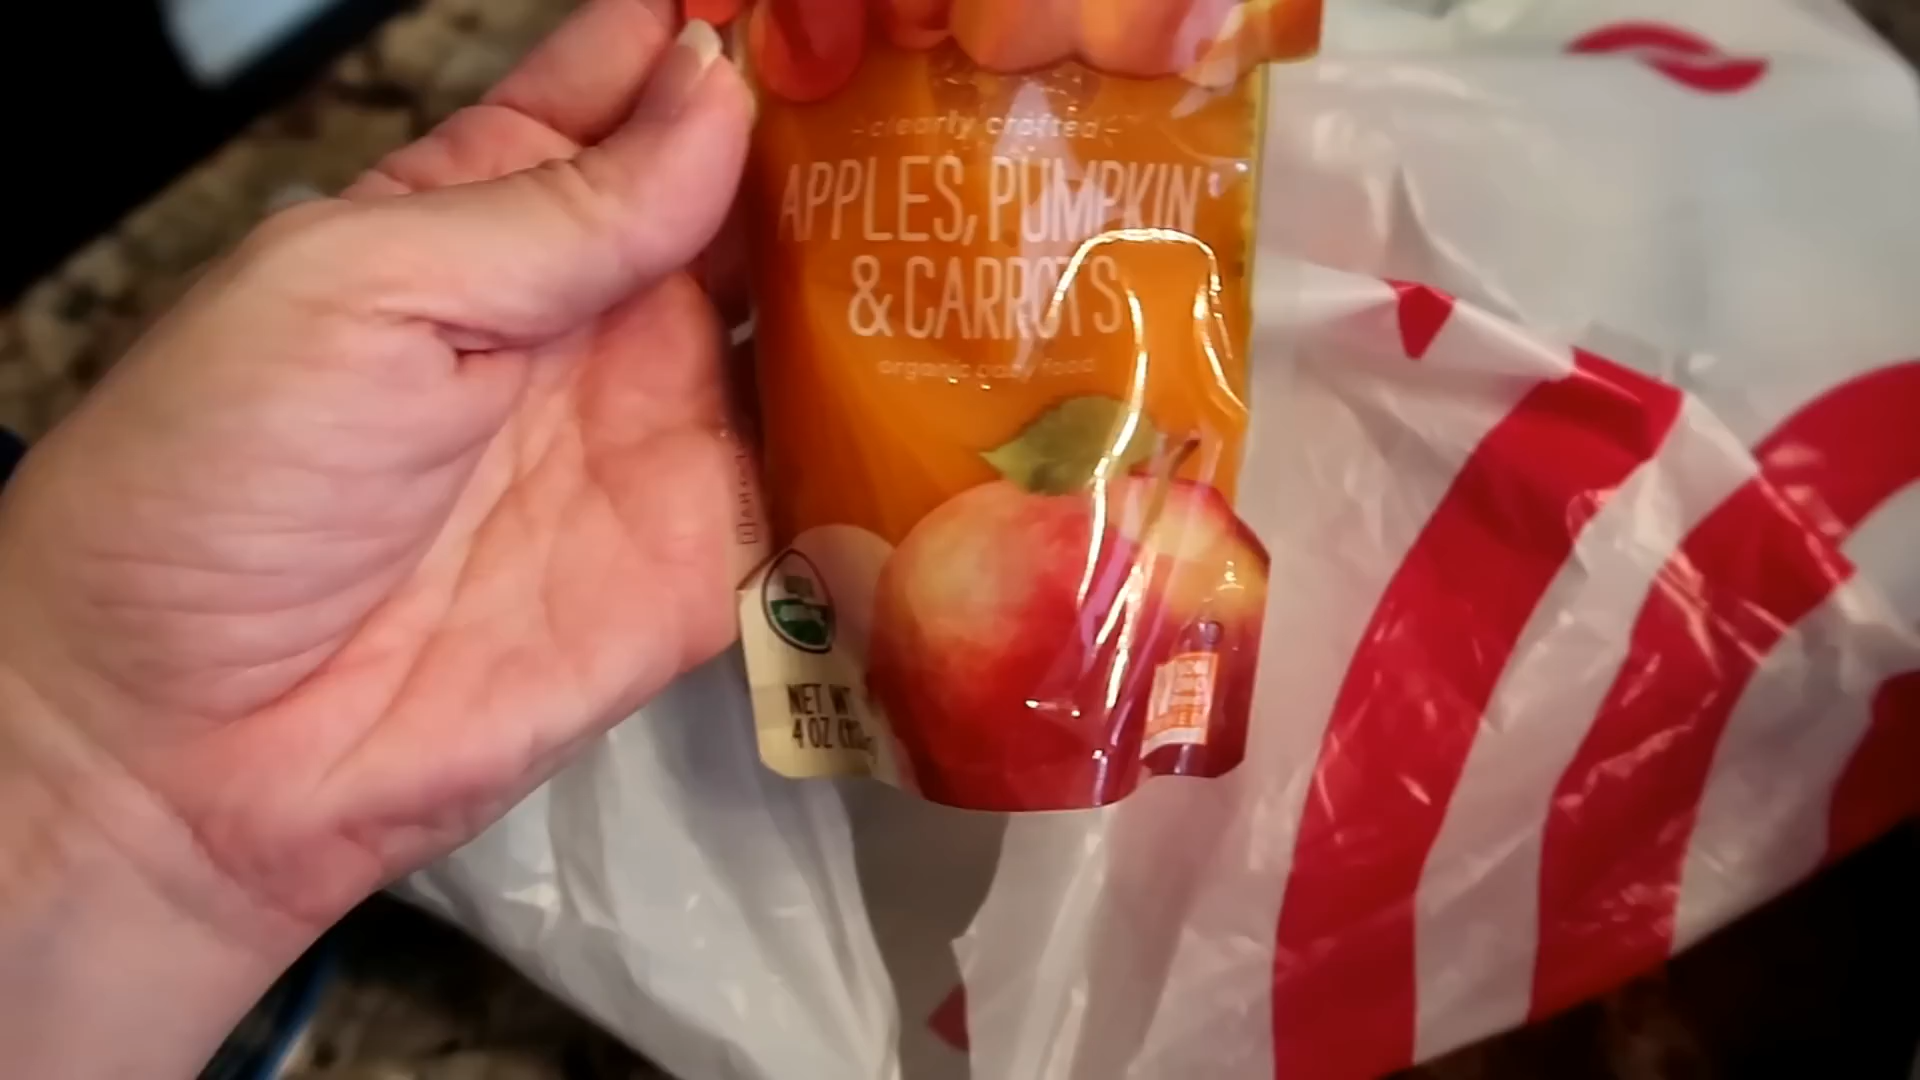 clearly crafted
APPLES, PUMPKIN
& CARROTS
organic baby food
NET WT
4 OZ